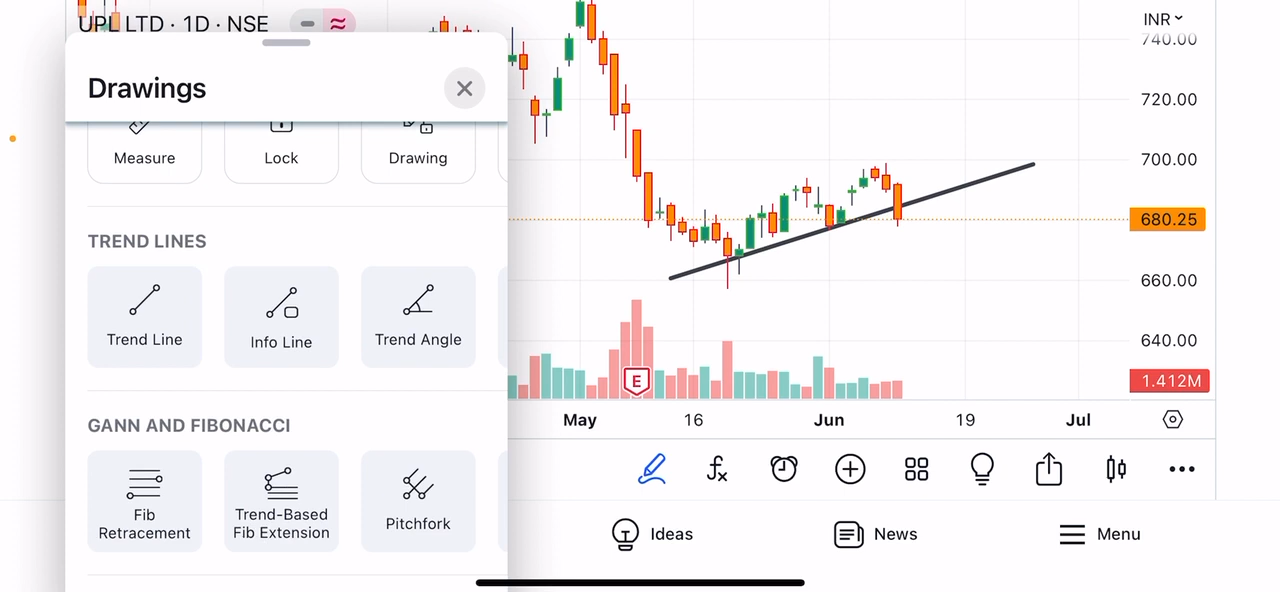 UPL LTD · 1D · NSE
INR
740.00
Drawings
720.00
Measure
Lock
Drawing
700.00
680.25
TREND LINES
660.00
Trend Line
Info Line
Trend Angle
640.00
E
1.412M
May
16
Jun
19
Jul
GANN AND FIBONACCI
Fib
Retracement
Trend-Based
Fib Extension
Pitchfork
Ideas
News
Menu